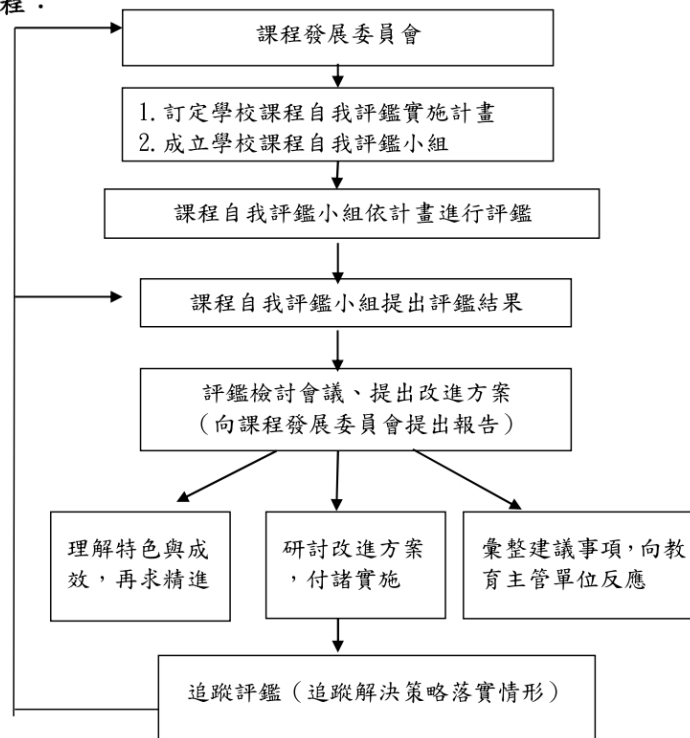 程：
課程發展委員會
1.訂定學校課程自我評鑑實施計畫
2.成立學校課程自我評鑑小組
課程自我評鑑小組依計畫進行評鑑
課程自我評鑑小組提出評鑑結果
評鑑檢討會議、提出改進方案
（向課程發展委員會提出報告）
理解特色與成
效，再求精進
研討改進方案
，付諸實施
彙整建議事項，向教
育主管單位反應
追蹤評鑑（追蹤解決策略落實情形）